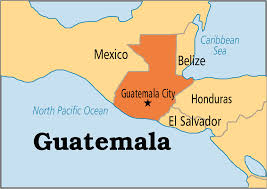 Caribbean
Sea
Mexico
Belize
Guatemala City
Honduras
North Pacific Ocean
El Salvador
Guatemala